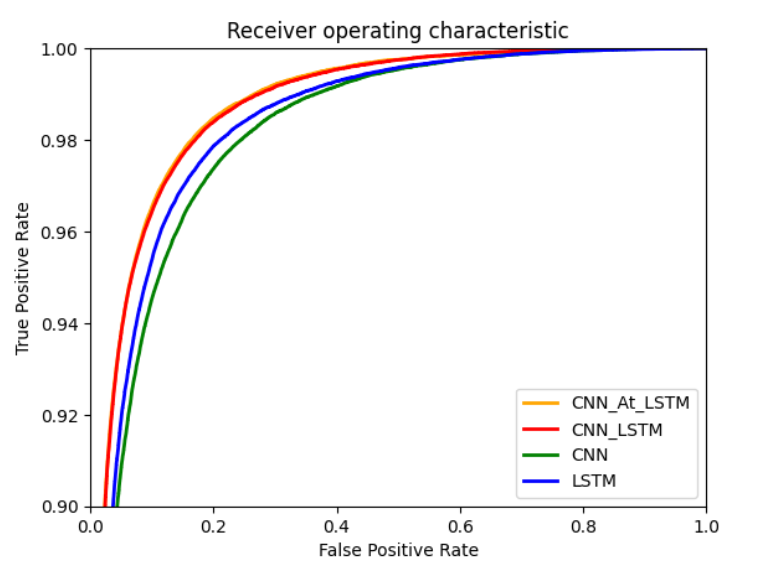 Receiver operating characteristic
1.00
0.98
0.96
0.94
0.92
0.90
True Positive Rate
0.0 0.2 0.4 0.6 0.8 1.0
False Positive Rate
CNN_At_LSTM
CNN_LSTM
CNN
LSTM